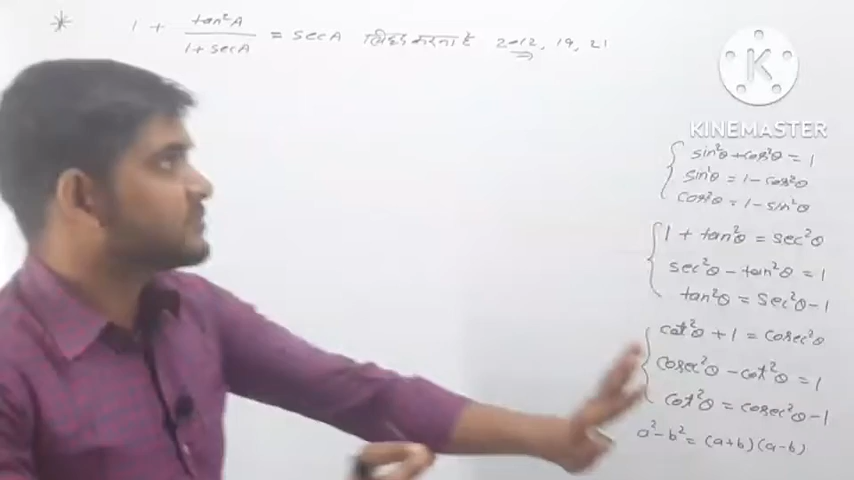 * 1 + tan²A / 1 + secA = secA सिद्ध करना है 2012, 19, 21
K
KINEMASTER
sin²θ + cos²θ = 1
sin²θ = 1 - cos²θ
cos²θ = 1 - sin²θ
1 + tan²θ = sec²θ
sec²θ - tan²θ = 1
tan²θ = sec²θ - 1
cot²θ + 1 = cosec²θ
cosec²θ - cot²θ = 1
cot²θ = cosec²θ - 1
a² - b² = (a+b)(a-b)